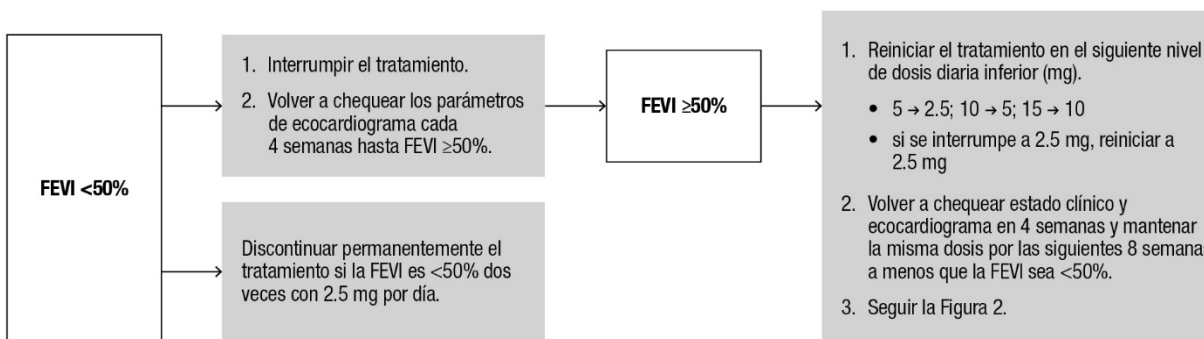 FEVI <50%
1. Interrumpir el tratamiento.
2. Volver a chequear los parámetros
de ecocardiograma cada
4 semanas hasta FEVI ≥50%.
Discontinuar permanentemente el
tratamiento si la FEVI es <50% dos
veces con 2.5 mg por día.
FEVI ≥50%
1. Reiniciar el tratamiento en el siguiente nivel
de dosis diaria inferior (mg).
• 5 → 2.5; 10 → 5; 15 → 10
• si se interrumpe a 2.5 mg, reiniciar a
2.5 mg
2. Volver a chequear estado clínico y
ecocardiograma en 4 semanas y mantenar
la misma dosis por las siguientes 8 semana
a menos que la FEVI sea <50%.
3. Seguir la Figura 2.